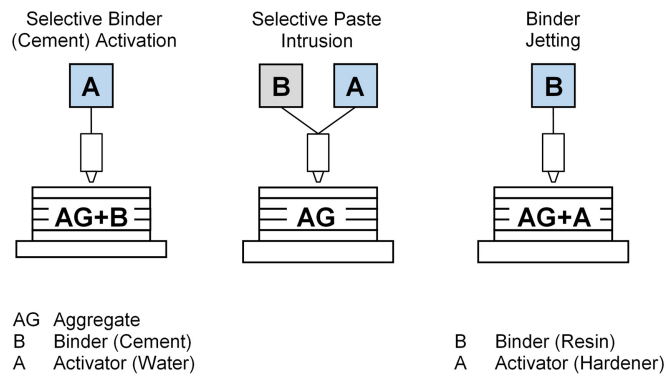 Selective Binder
(Cement) Activation
Selective Paste
Intrusion
Binder
Jetting
A
B
A
B
AG+B
AG
AG+A
AG Aggregate
B Binder (Cement)
A Activator (Water)
B Binder (Resin)
A Activator (Hardener)